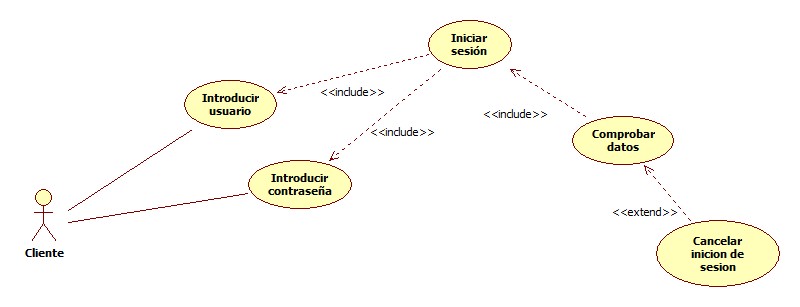 Iniciar
sesión
<<include>>
Introducir
usuario
<<include>>
<<include>>
Comprobar
datos
Introducir
contraseña
<<extend>>
Cliente
Cancelar
inicion de
sesion